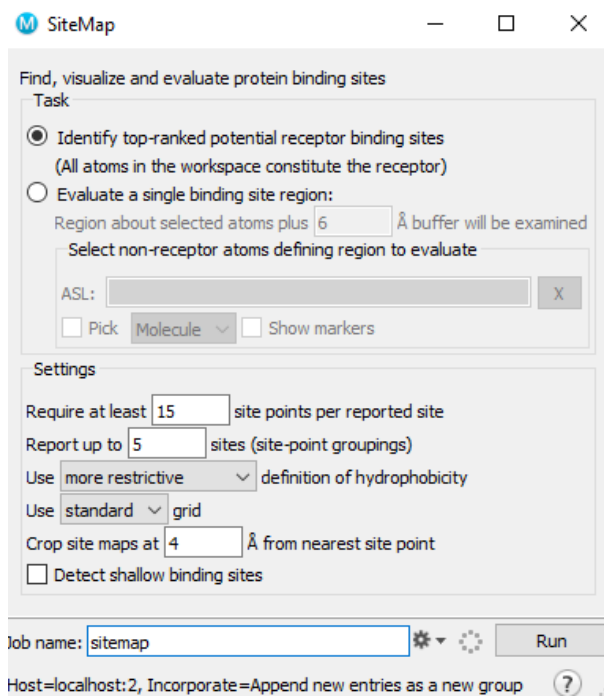 M SiteMap
Find, visualize and evaluate protein binding sites
Task
Identify top-ranked potential receptor binding sites
(All atoms in the workspace constitute the receptor)
Evaluate a single binding site region:
Region about selected atoms plus 6 Å buffer will be examined
Select non-receptor atoms defining region to evaluate
ASL: X
Pick Molecule Show markers
Settings
Require at least 15 site points per reported site
Report up to 5 sites (site-point groupings)
Use more restrictive definition of hydrophobicity
Use standard grid
Crop site maps at 4 Å from nearest site point
Detect shallow binding sites
Job name: sitemap Run
Host=localhost:2, Incorporate=Append new entries as a new group ?